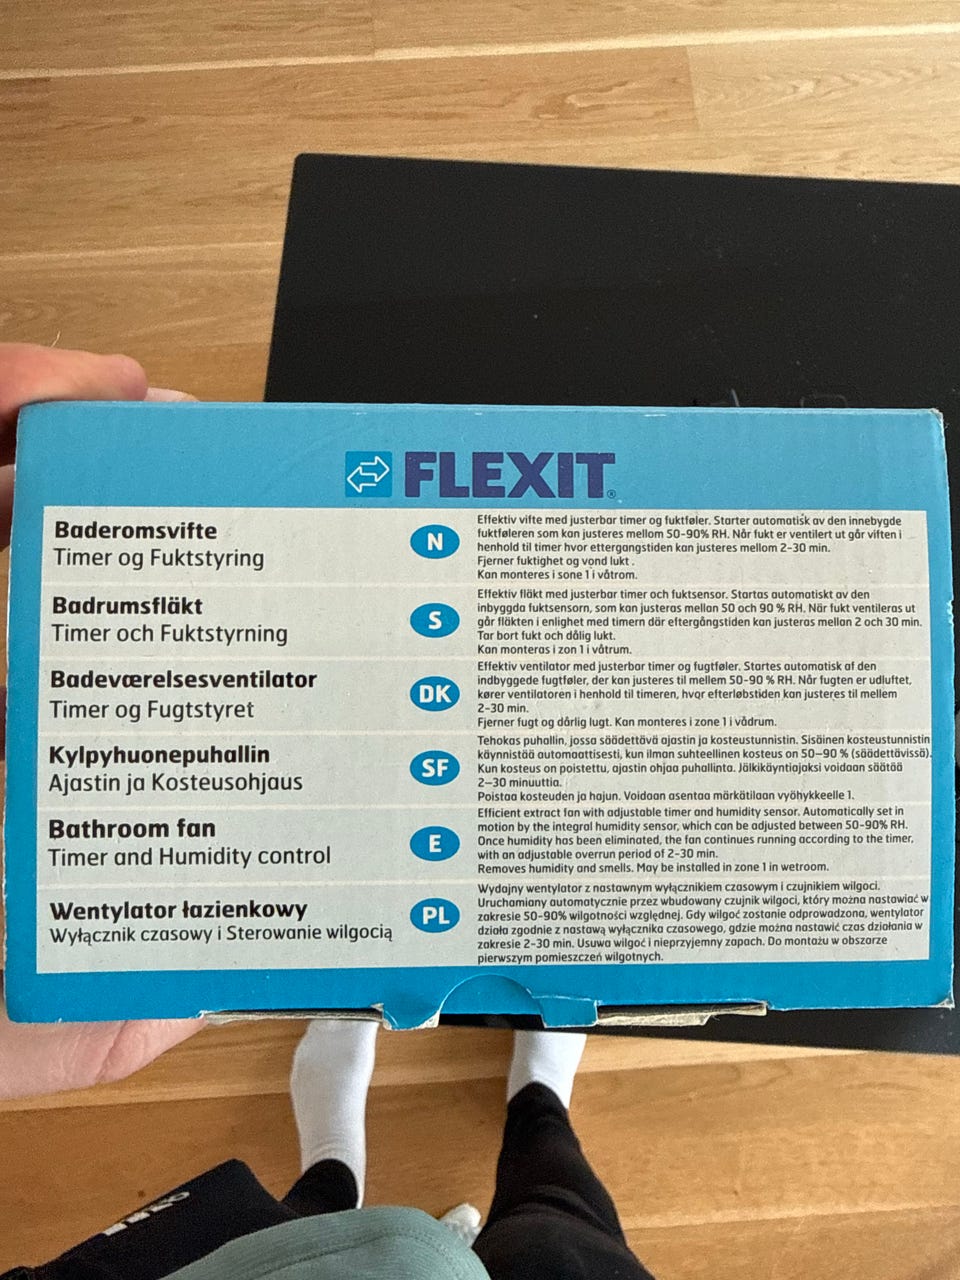 FLEXIT®
Baderomsvifte
Timer og Fuktstyring
N
Effektiv vifte med justerbar timer og fuktføler. Starter automatisk av den innebygde
fuktføleren som kan justeres mellom 50-90% RH. Når fukt er ventilert ut går viften i
henhold til timer hvor ettergangstiden kan justeres mellom 2-30 min.
Fjerner fuktighet og vond lukt .
Kan monteres i sone 1 i våtrom.
Badrumsfläkt
Timer och Fuktstyrning
S
Effektiv fläkt med justerbar timer och fuktsensor. Startas automatiskt av den
inbyggda fuktsensorn, som kan justeras mellan 50 och 90 % RH. När fukt ventileras ut
går fläkten i enlighet med timern där eftergångstiden kan justeras mellan 2 och 30 min.
Tar bort fukt och dålig lukt.
Kan monteras i zon 1 i våtrum.
Badeværelsesventilator
Timer og Fugtstyret
DK
Effektiv ventilator med justerbar timer og fugtføler. Startes automatisk af den
indbyggede fugtføler, der kan justeres til mellem 50-90 % RH. Når fugten er udluftet,
kører ventilatoren i henhold til timeren, hvor efterløbstiden kan justeres til mellem
2-30 min.
Fjerner fugt og dårlig lugt. Kan monteres i zone 1 i vådrum.
Kylpyhuonepuhallin
Ajastin ja Kosteusohjaus
SF
Tehokas puhallin, jossa säädettävä ajastin ja kosteustunnistin. Sisäinen kosteustunnistin
käynnistää automaattisesti, kun ilman suhteellinen kosteus on 50–90 % (säädettävissä).
Kun kosteus on poistettu, ajastin ohjaa puhallinta. Jälkikäyntiajaksi voidaan säätää
2–30 minuuttia.
Poistaa kosteuden ja hajun. Voidaan asentaa märkätilaan vyöhykkeelle 1.
Bathroom fan
Timer and Humidity control
E
Efficient extract fan with adjustable timer and humidity sensor. Automatically set in
motion by the integral humidity sensor, which can be adjusted between 50-90% RH.
Once humidity has been eliminated, the fan continues running according to the timer,
with an adjustable overrun period of 2-30 min.
Removes humidity and smells. May be installed in zone 1 in wetroom.
Wentylator łazienkowy
Wyłącznik czasowy i Sterowanie wilgocią
PL
Wydajny wentylator z nastawnym wyłącznikiem czasowym i czujnikiem wilgoci.
Uruchamiany automatycznie przez wbudowany czujnik wilgoci, który można nastawiać w
zakresie 50-90% wilgotności względnej. Gdy wilgoć zostanie odprowadzona, wentylator
działa zgodnie z nastawą wyłącznika czasowego, gdzie można nastawić czas działania w
zakresie 2-30 min. Usuwa wilgoć i nieprzyjemny zapach. Do montażu w obszarze
pierwszym pomieszczeń wilgotnych.